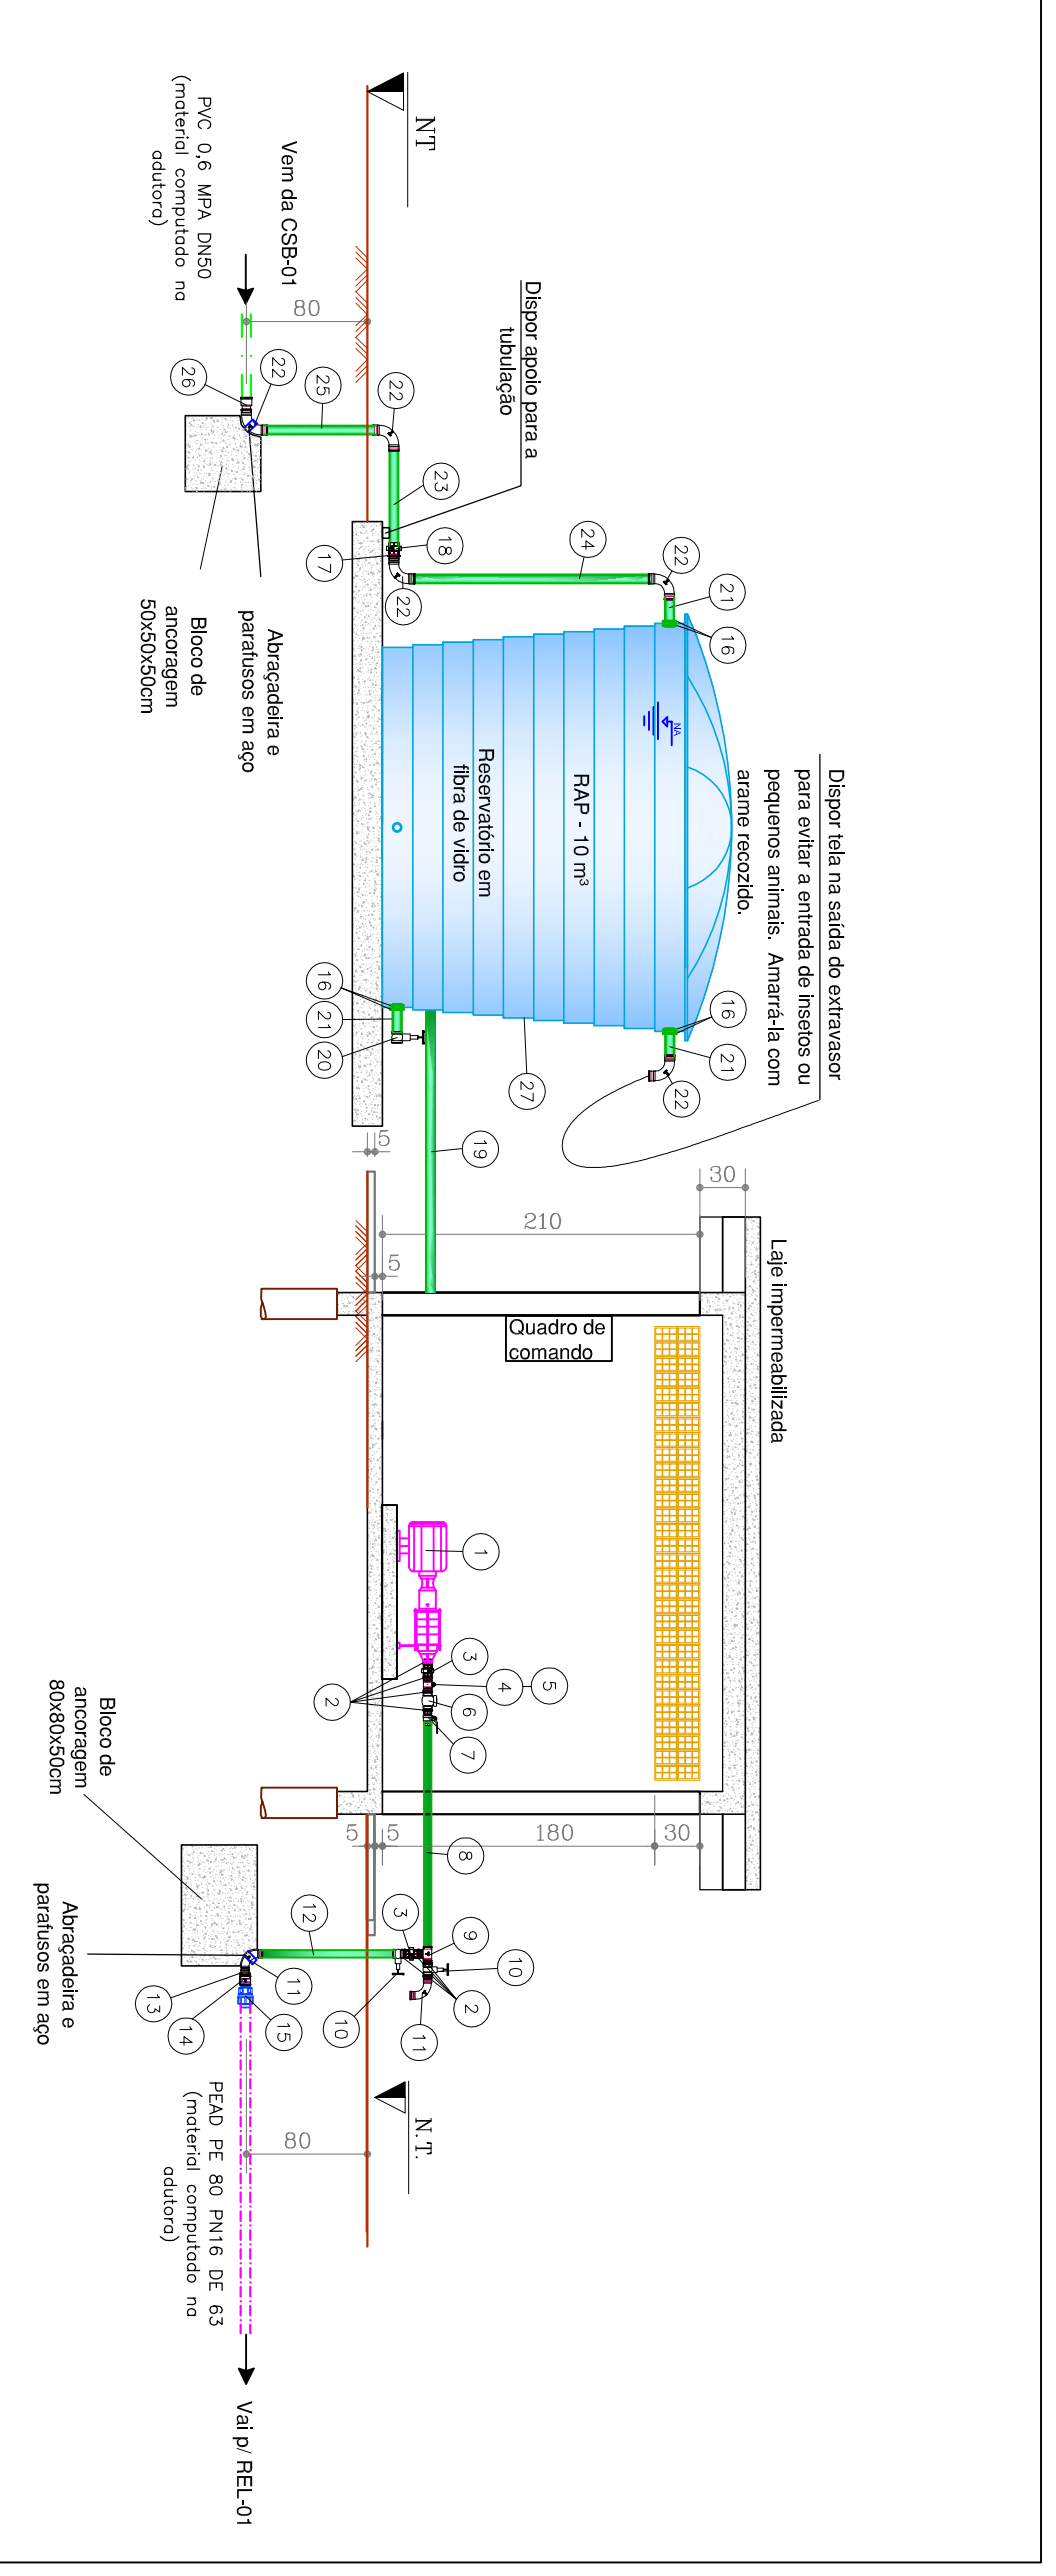 NT
Vem da CSB-01
PVC 0,6 MPA DN50
(material computado na
adutora)
80
26
22
25
22
23
18
17
22
24
22
21
16
Dispor apoio para a
tubulação
Abraçadeira e
parafusos em aço
Bloco de
ancoragem
50x50x50cm
NA
RAP - 10 m³
Reservatório em
fibra de vidro
Dispor tela na saída do extravasor
para evitar a entrada de insetos ou
pequenos animais. Amarrá-la com
arame recozido.
16
21
22
16
21
20
27
19
5
30
210
5
Laje impermeabilizada
Quadro de
comando
1
2
3
4
5
6
7
5
5
180
30
8
Bloco de
ancoragem
80x80x50cm
Abraçadeira e
parafusos em aço
12
3
9
10
2
11
10
11
13
14
15
N.T.
80
PEAD PE 80 PN16 DE 63
(material computado na
adutora)
Vai p/ REL-01